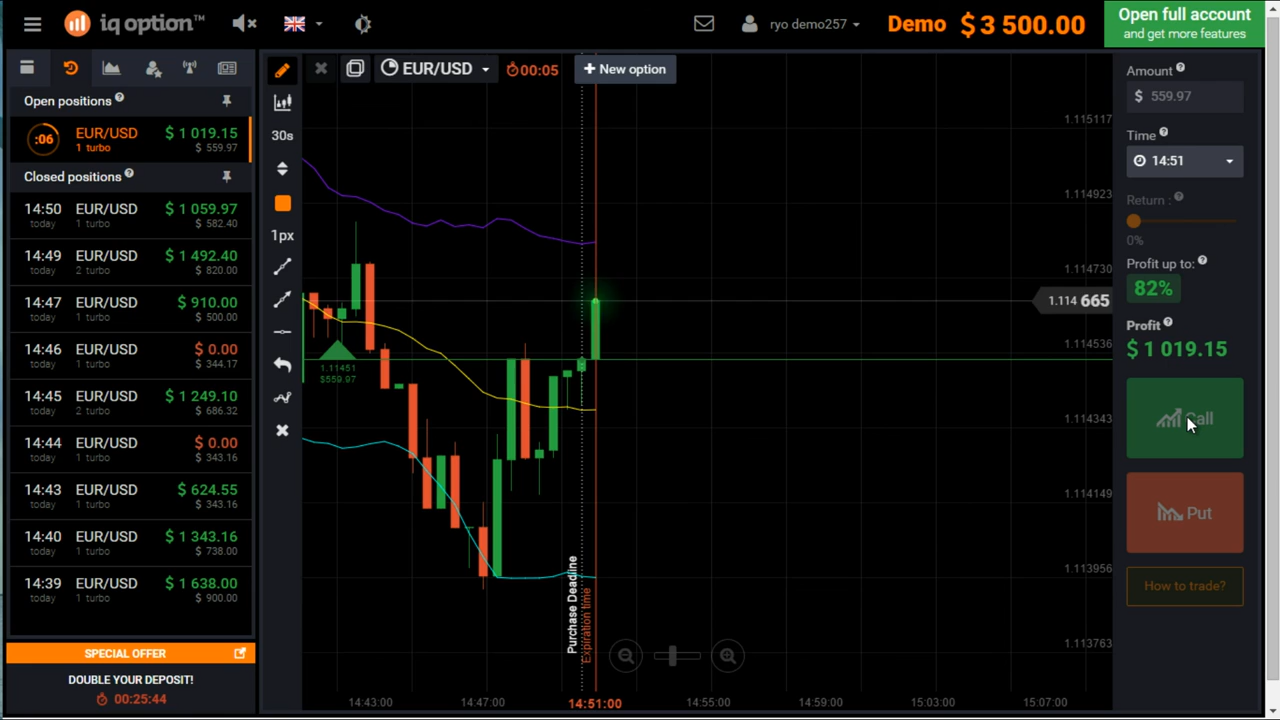 iq option™
ryo demo257
Demo $ 3 500.00
Open full account
and get more features
Open positions ?
:06 EUR/USD $ 1 019.15
1 turbo $ 559.97
Closed positions ?
14:50 EUR/USD $ 1 059.97
today 1 turbo $ 582.40
14:49 EUR/USD $ 1 492.40
today 2 turbo $ 820.00
14:47 EUR/USD $ 910.00
today 1 turbo $ 500.00
14:46 EUR/USD $ 0.00
today 1 turbo $ 344.17
14:45 EUR/USD $ 1 249.10
today 2 turbo $ 686.32
14:44 EUR/USD $ 0.00
today 1 turbo $ 343.16
14:43 EUR/USD $ 624.55
today 1 turbo $ 343.16
14:40 EUR/USD $ 1 343.16
today 1 turbo $ 738.00
14:39 EUR/USD $ 1 638.00
today 1 turbo $ 900.00
SPECIAL OFFER
DOUBLE YOUR DEPOSIT!
00:25:44
30s
1px
EUR/USD 00:05 + New option
1.11451
$559.97
Purchase Deadline
Expiration time
1.115117
1.114923
1.114730
1.114 665
1.114536
1.114343
1.114149
1.113956
1.113763
14:43:00 14:47:00 14:51:00 14:55:00 14:59:00 15:03:00 15:07:00
Amount ?
$ 559.97
Time ?
14:51
Return : ?
0%
Profit up to: ?
82%
Profit ?
$ 1 019.15
Call
Put
How to trade?